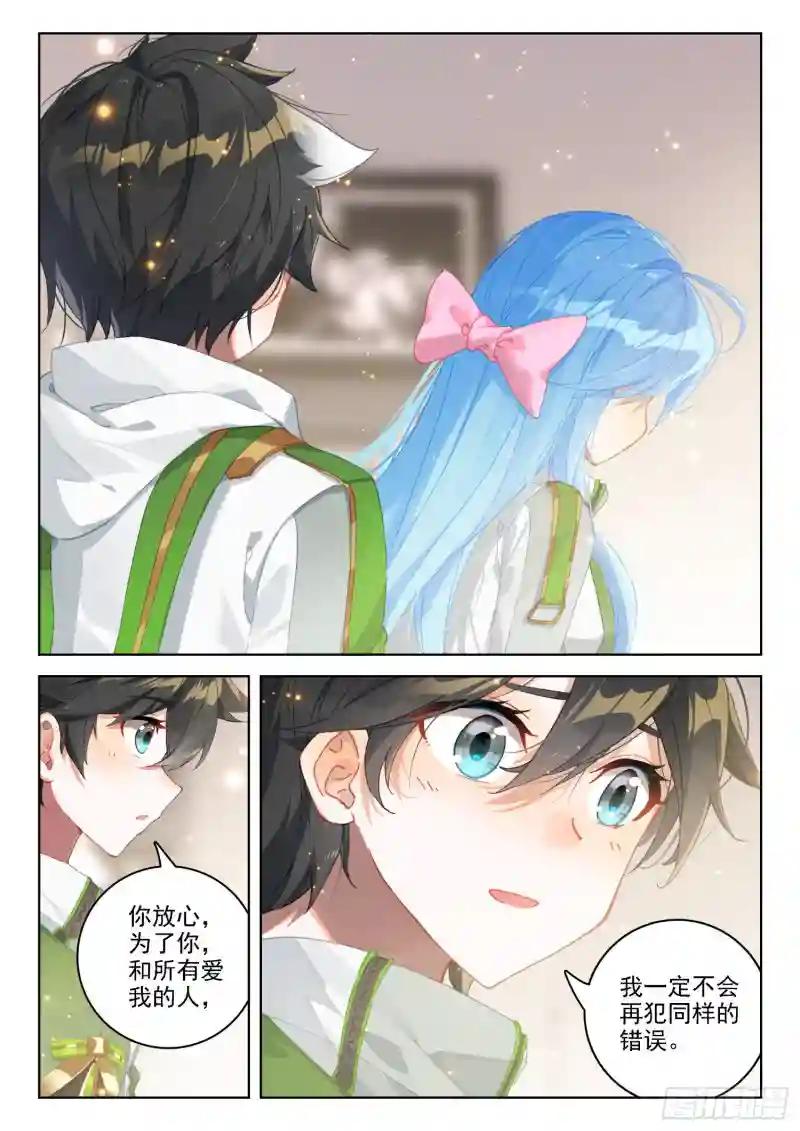 你放心，
为了你，
和所有爱
我的人，
我一定不会
再犯同样的
错误。